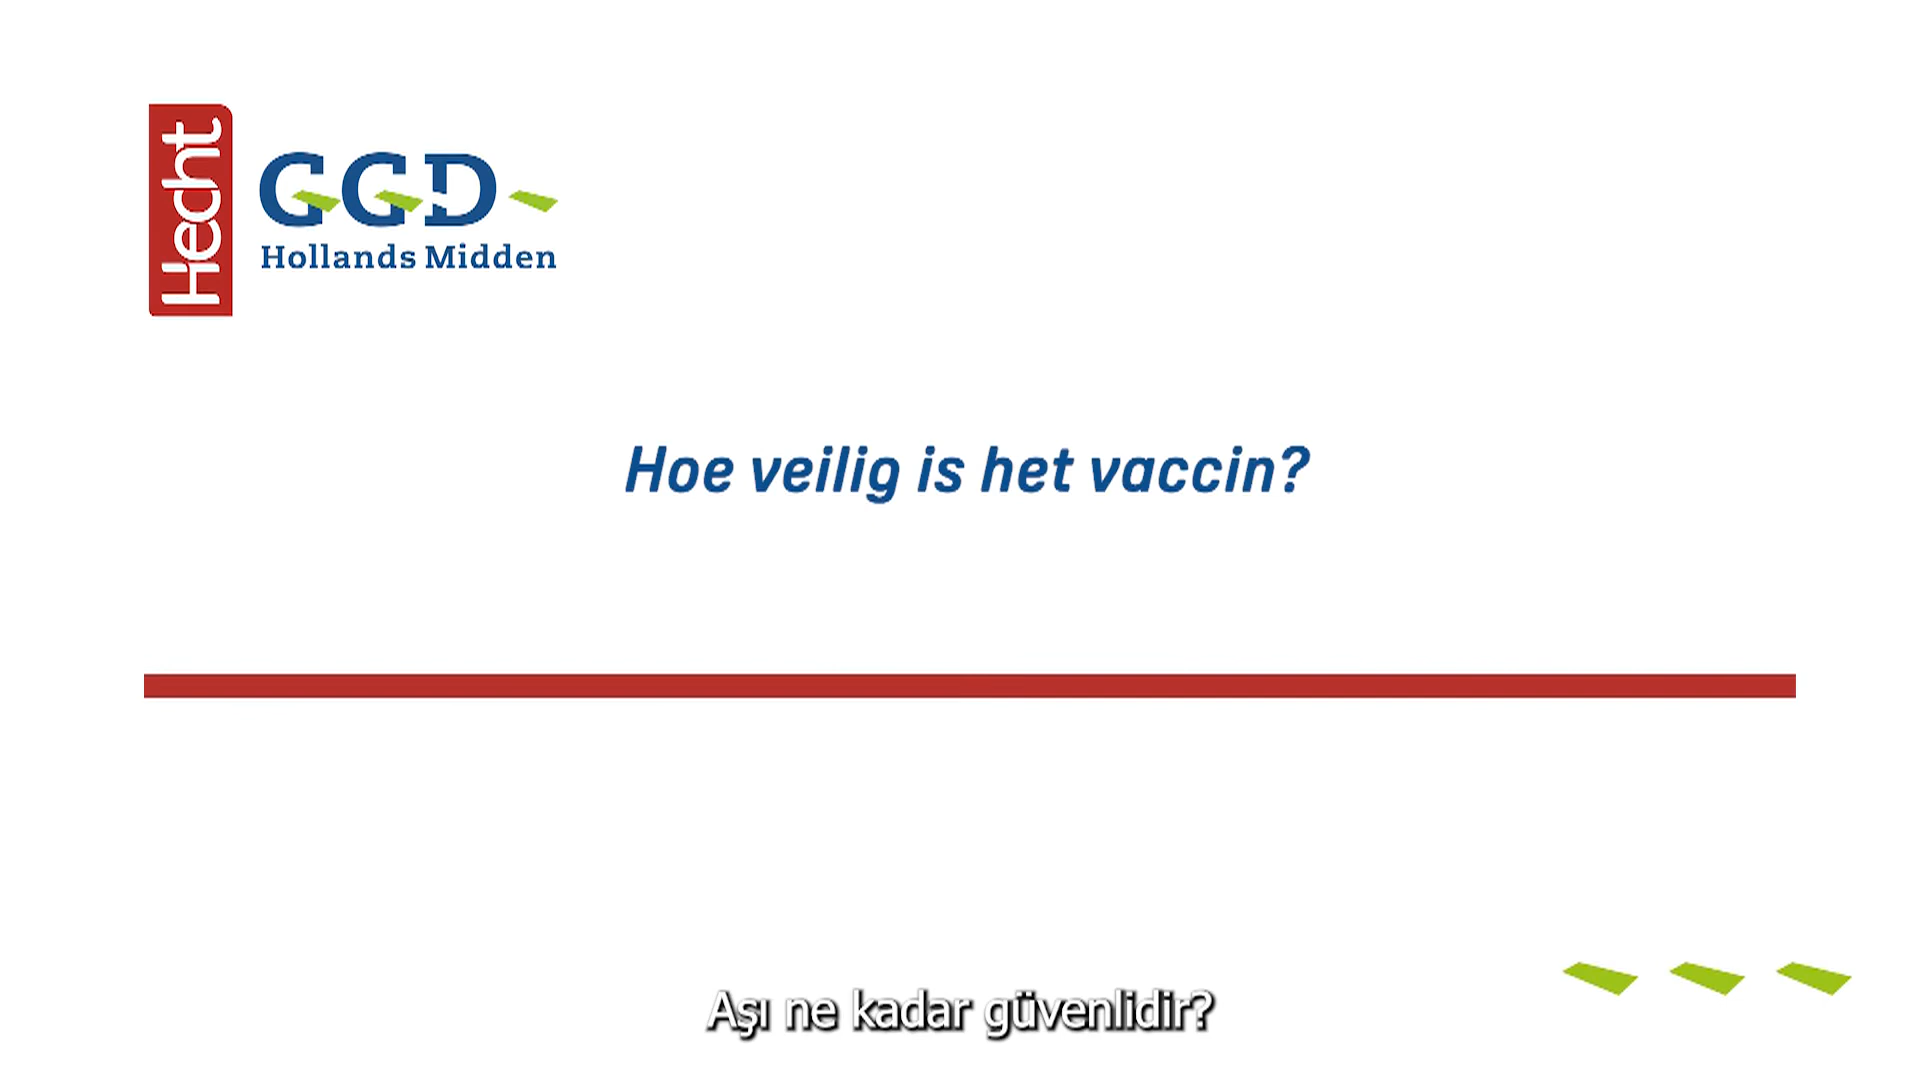 Hecht
GGD
Hollands Midden
Hoe veilig is het vaccin?
Aşı ne kadar güvenlidir?